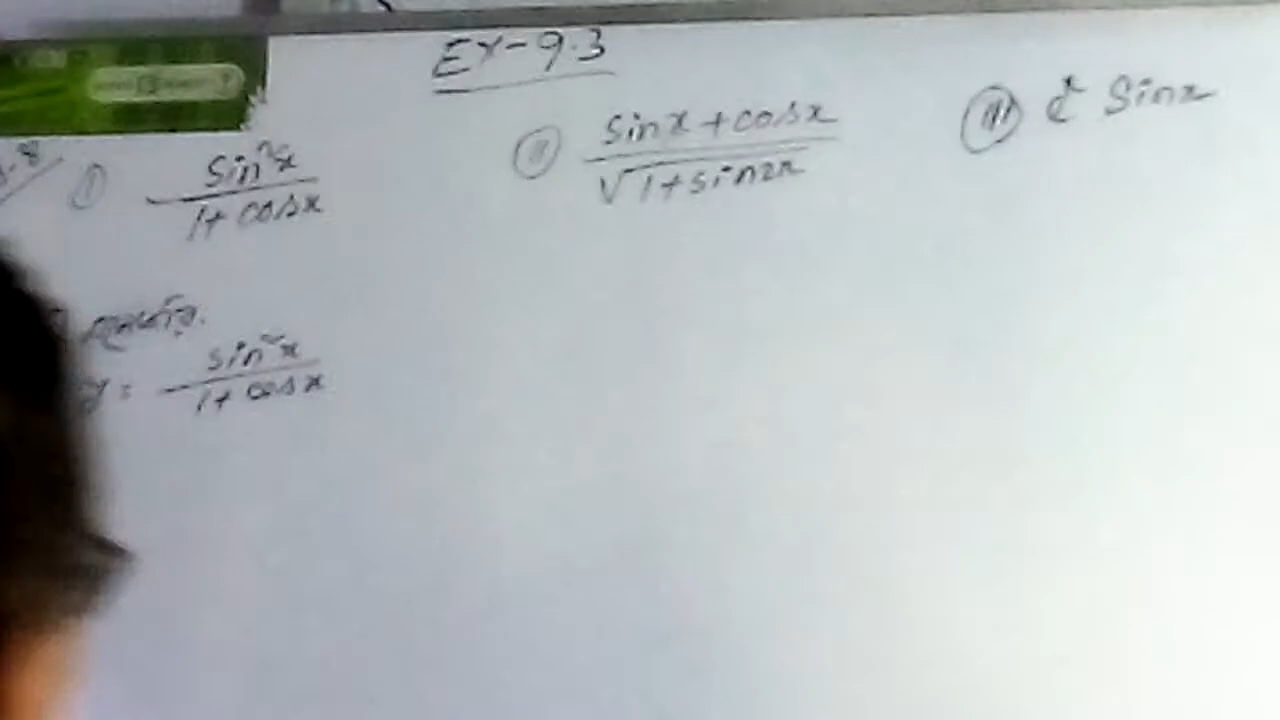 Ex-9.3
(i) sin²x / 1+cosx
(ii) sinx+cosx / √1+sin2x
(iii) eˣ Sinx
y = sin²x / 1+cosx